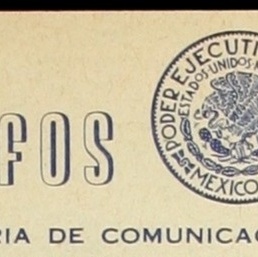 FOS
PODER EJECUTI
ESTADOS UNIDOS M
MEXICO
RIA DE COMUNICAC